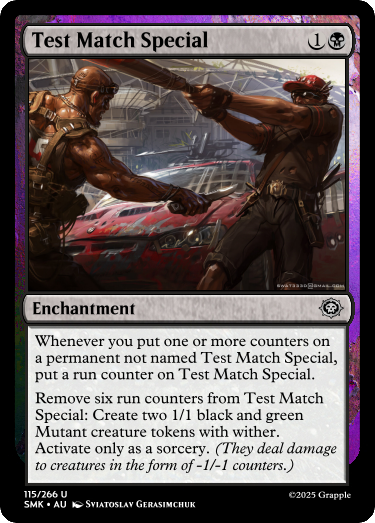 Test Match Special 1
Enchantment
Whenever you put one or more counters on
a permanent not named Test Match Special,
put a run counter on Test Match Special.
Remove six run counters from Test
Match Special: Create two 1/1 black and green
Mutant creature tokens with wither.
Activate only as a sorcery. (They deal damage
to creatures in the form of -1/-1 counters.)
115/266 U
SMK • AU Sviatoslav Gerasimchuk
©2025 Grapple